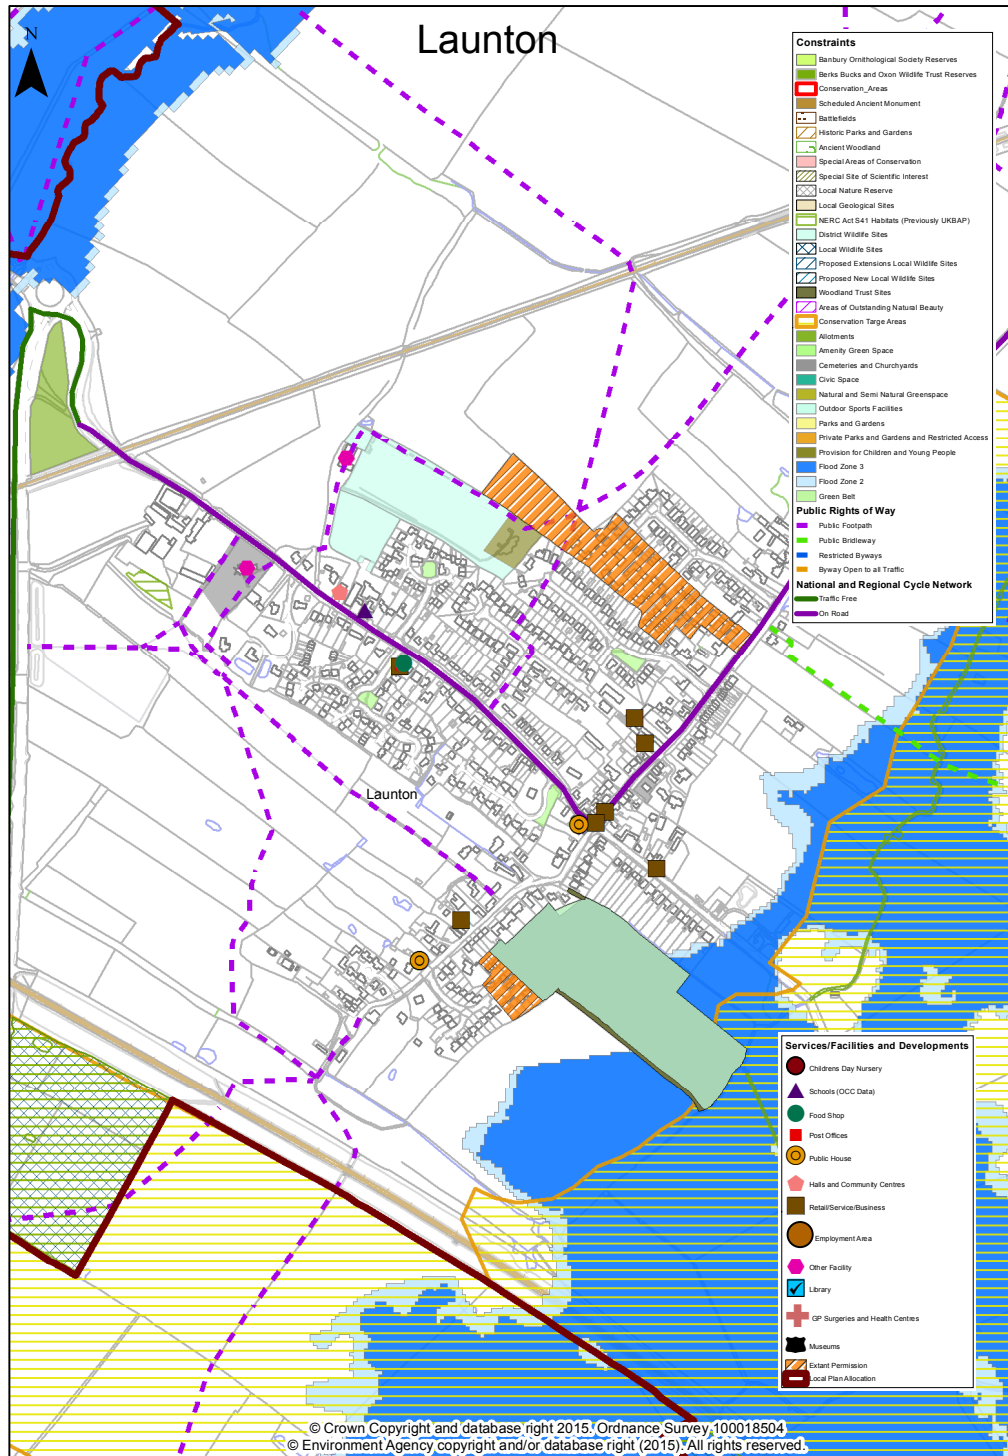 Launton
N
Constraints
Banbury Ornithological Society Reserves
Berks Bucks and Oxon Wildlife Trust Reserves
Conservation_Areas
Scheduled Ancient Monument
Battlefields
Historic Parks and Gardens
Ancient Woodland
Special Areas of Conservation
Special Site of Scientific Interest
Local Nature Reserve
Local Geological Sites
NERC Act S41 Habitats (Previously UKBAP)
District Wildlife Sites
Local Wildlife Sites
Proposed Extensions Local Wildlife Sites
Proposed New Local Wildlife Sites
Woodland Trust Sites
Areas of Outstanding Natural Beauty
Conservation Targe Areas
Allotments
Amenity Green Space
Cemeteries and Churchyards
Civic Space
Natural and Semi Natural Greenspace
Outdoor Sports Facilities
Parks and Gardens
Private Parks and Gardens and Restricted Access
Provision for Children and Young People
Flood Zone 3
Flood Zone 2
Green Belt
Public Rights of Way
Public Footpath
Public Bridleway
Restricted Byways
Byway Open to all Traffic
National and Regional Cycle Network
Traffic Free
On Road
Launton
Services/Facilities and Developments
Childrens Day Nursery
Schools (OCC Data)
Food Shop
Post Offices
Public House
Halls and Community Centres
Retail/Service/Business
Employment Area
Other Facility
Library
GP Surgeries and Health Centres
Museums
Extant Permission
Local Plan Allocation
© Crown Copyright and database right 2015. Ordnance Survey 100018504
© Environment Agency copyright and/or database right (2015). All rights reserved.